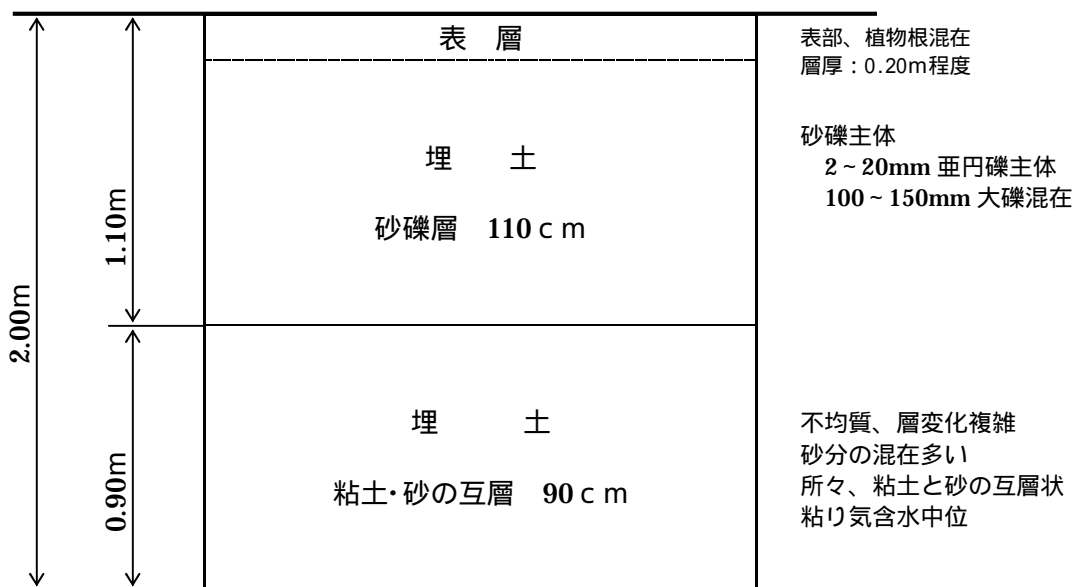 表 層
表部、植物根混在
層厚：0.20m程度
埋 土
砂礫層 110ｃｍ
砂礫主体
2～20mm 亜円礫主体
100～150mm 大礫混在
1.10m
2.00m
埋 土
粘土・砂の互層 90ｃｍ
不均質、層変化複雑
砂分の混在多い
所々、粘土と砂の互層状
粘り気含水中位
0.90m